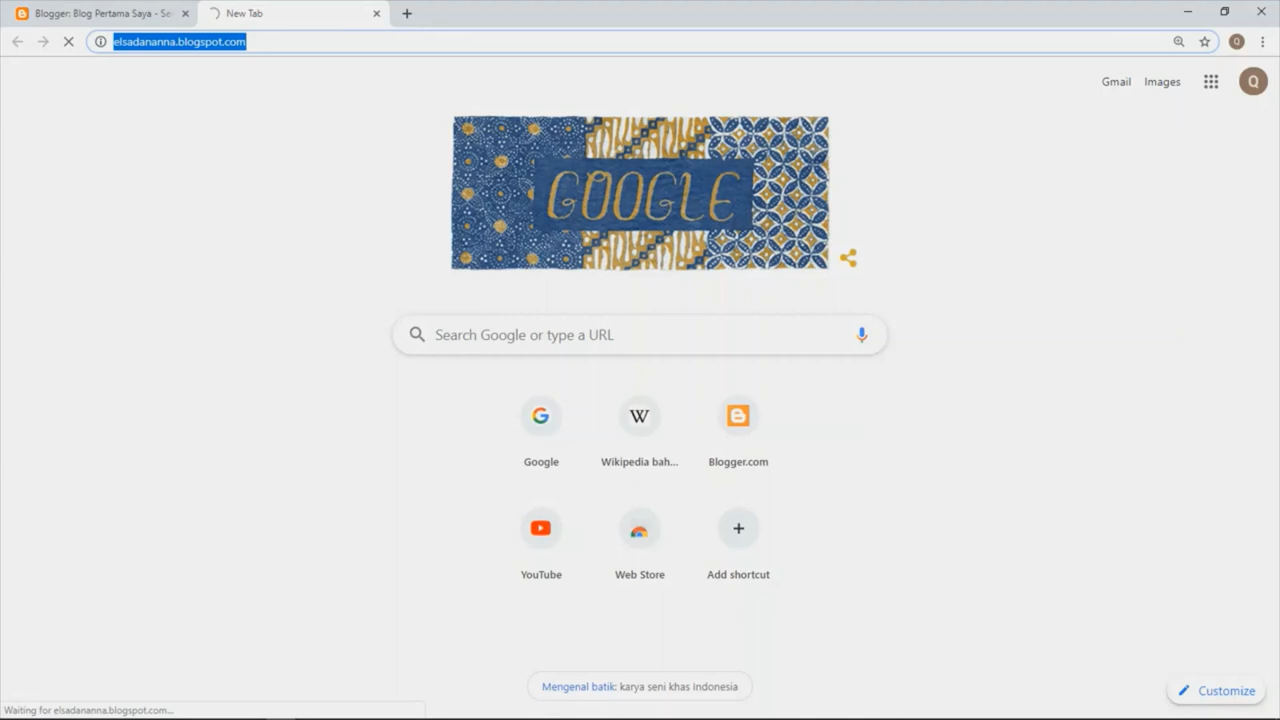 Blogger: Blog Pertama Saya - Se
New Tab
elsadananna.blogspot.com
Q
Gmail
Images
Q
GOOGLE
Search Google or type a URL
G
W
Google
Wikipedia bah...
Blogger.com
YouTube
Web Store
Add shortcut
Mengenal batik: karya seni khas Indonesia
Customize
Waiting for elsadananna.blogspot.com...